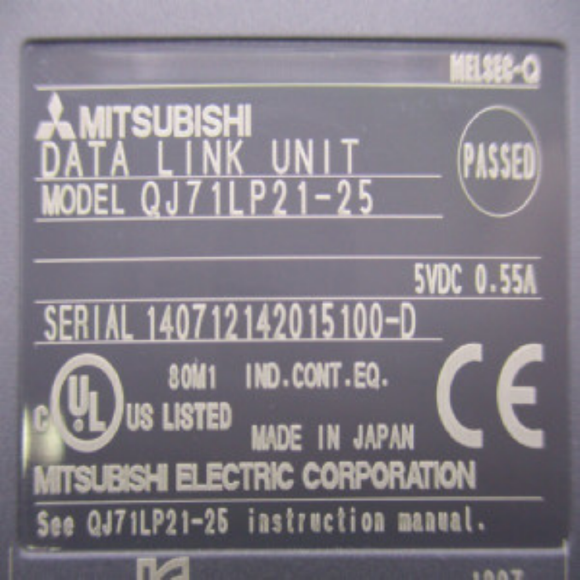 MELSEC-Q
MITSUBISHI
DATA LINK UNIT
PASSED
MODEL QJ71LP21-25
5VDC 0.55A
SERIAL 140712142015100-D
80M1 IND.CONT.EQ.
C UL US LISTED
CE
MADE IN JAPAN
MITSUBISHI ELECTRIC CORPORATION
See QJ71LP21-25 instruction manual.